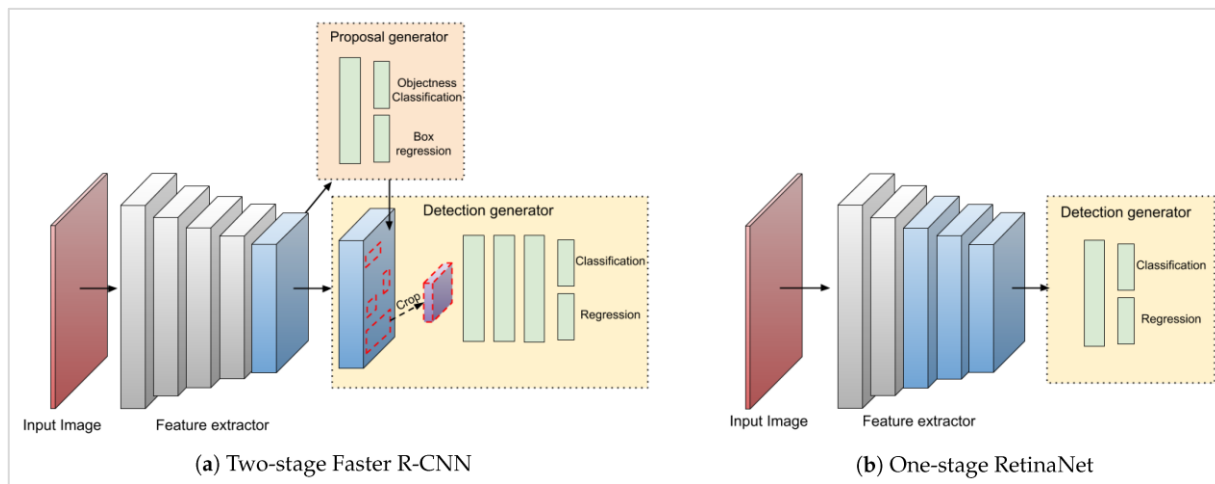 Proposal generator
Objectness
Classification
Box
regression
Detection generator
Classification
Crop
Regression
Input Image
Feature extractor
(a) Two-stage Faster R-CNN
Detection generator
Classification
Regression
Input Image
Feature extractor
(b) One-stage RetinaNet